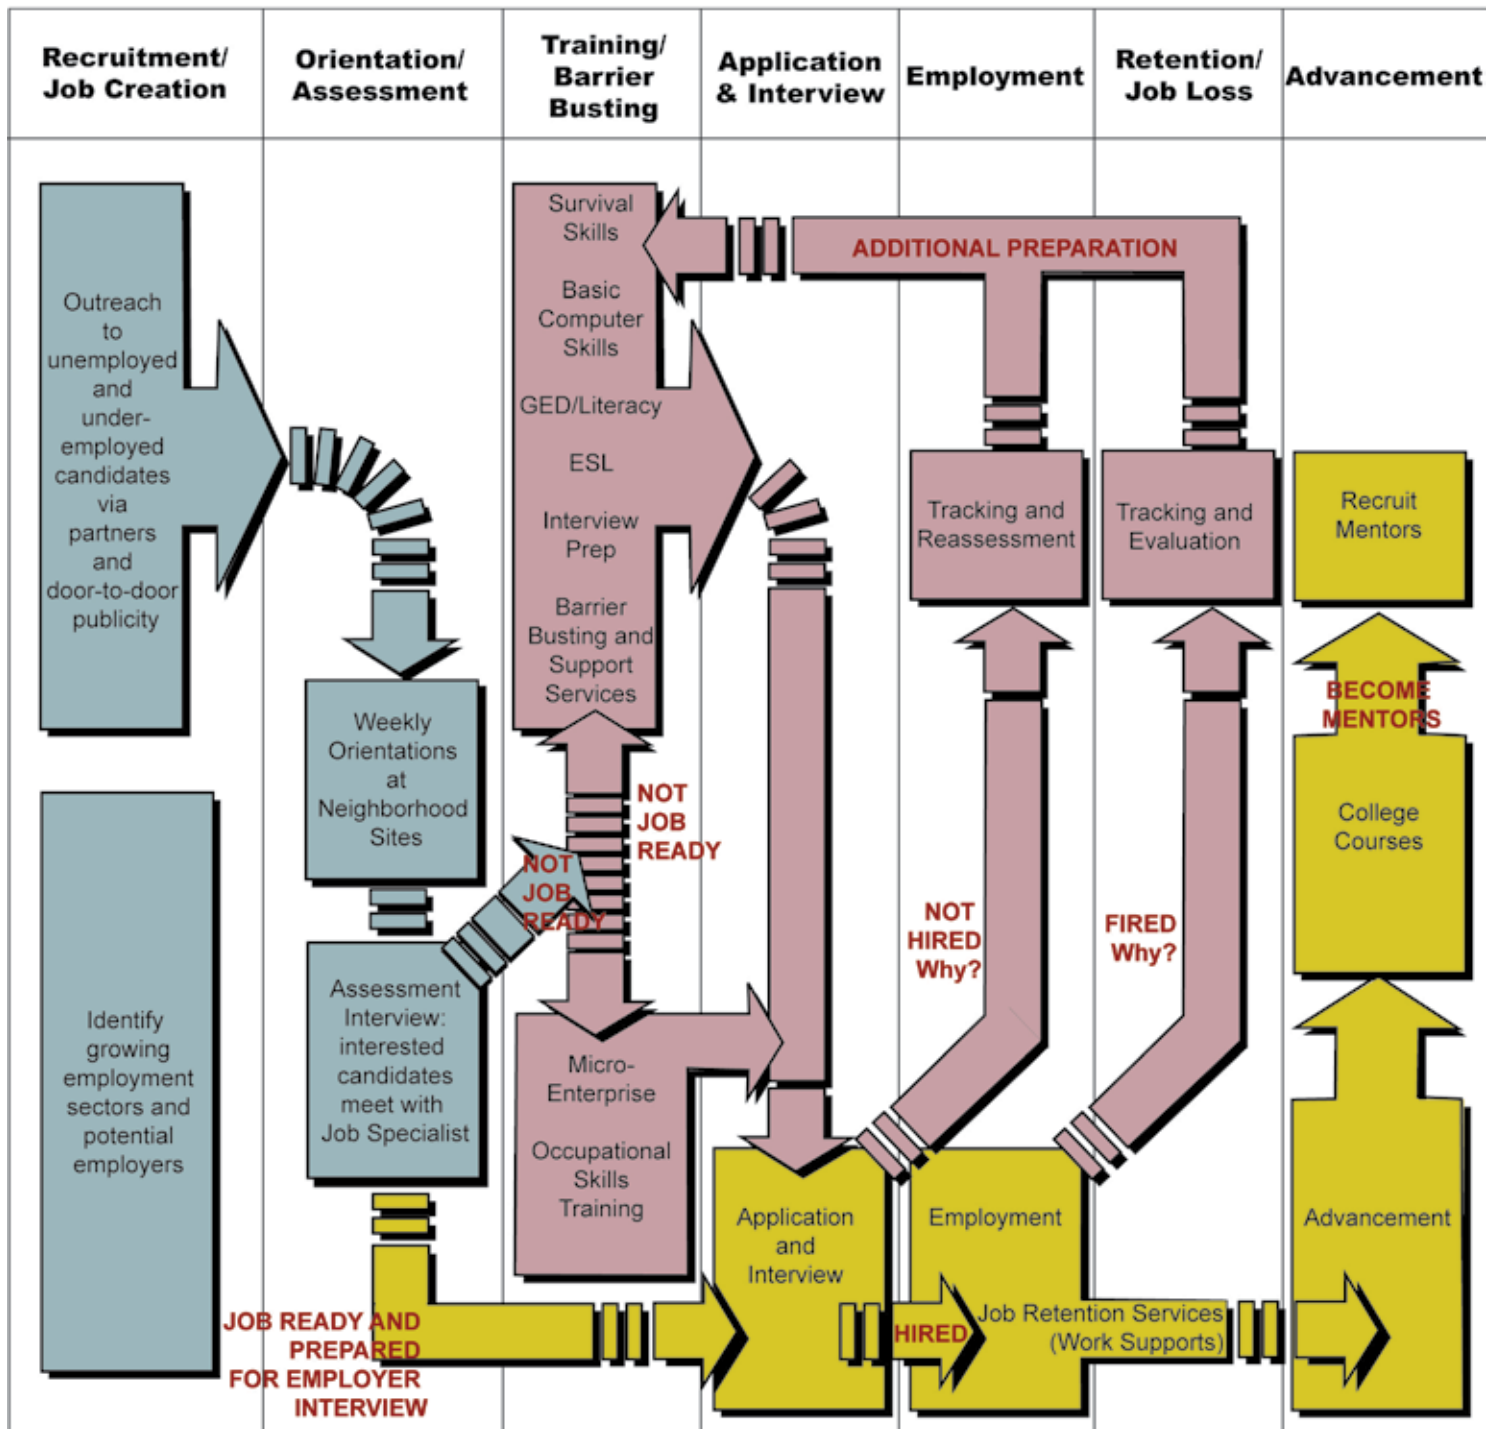 Recruitment/
Job Creation
Orientation/
Assessment
Training/
Barrier
Busting
Application
& Interview
Employment
Retention/
Job Loss
Advancement
Outreach
to
unemployed
and
under-
employed
candidates
via
partners
and
door-to-door
publicity
Identify
growing
employment
sectors and
potential
employers
Weekly
Orientations
at
Neighborhood
Sites
Assessment
Interview:
interested
candidates
meet with
Job Specialist
JOB READY AND
PREPARED
FOR EMPLOYER
INTERVIEW
NOT
JOB
READY
Survival
Skills
Basic
Computer
Skills
GED/Literacy
ESL
Interview
Prep
Barrier
Busting and
Support
Services
NOT
JOB
READY
Micro-
Enterprise
Occupational
Skills
Training
Application
and
Interview
HIRED
ADDITIONAL PREPARATION
Tracking and
Reassessment
NOT
HIRED
Why?
Employment
Job Retention Services
(Work Supports)
Tracking and
Evaluation
FIRED
Why?
Recruit
Mentors
BECOME
MENTORS
College
Courses
Advancement